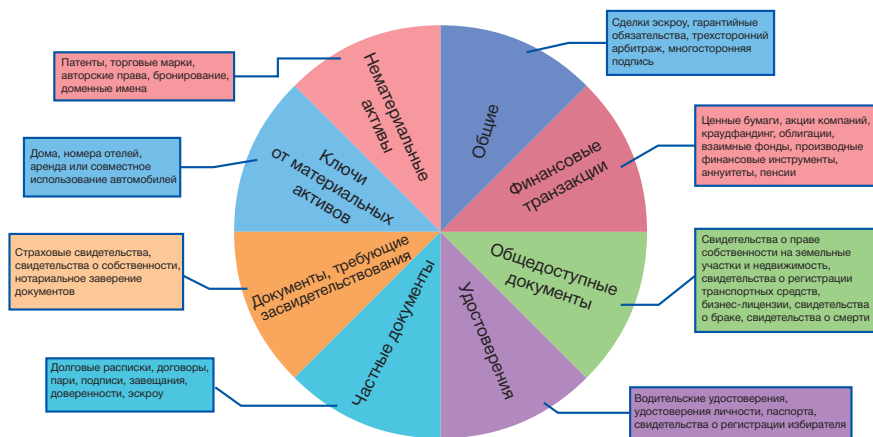 Сделки эскроу, гарантийные
обязательства, трехсторонний
арбитраж, многосторонняя
подпись
Общие
Ценные бумаги, акции компаний,
краудфандинг, облигации,
взаимные фонды, производные
финансовые инструменты,
аннуитеты, пенсии
Финансовые
транзакции
Свидетельства о праве
собственности на земельные
участки и недвижимость,
свидетельства о регистрации
транспортных средств,
бизнес-лицензии, свидетельства
о браке, свидетельства о смерти
Общедоступные
документы
Водительские удостоверения,
удостоверения личности, паспорта,
свидетельства о регистрации избирателя
Удостоверения
Долговые расписки, договоры,
пари, подписи, завещания,
доверенности, эскроу
Частные документы
Страховые свидетельства,
свидетельства о собственности,
нотариальное заверение
документов
Документы, требующие
засвидетельствования
Дома, номера отелей,
аренда или совместное
использование автомобилей
Ключи
от материальных
активов
Патенты, торговые марки,
авторские права, бронирование,
доменные имена
Нематериальные
активы